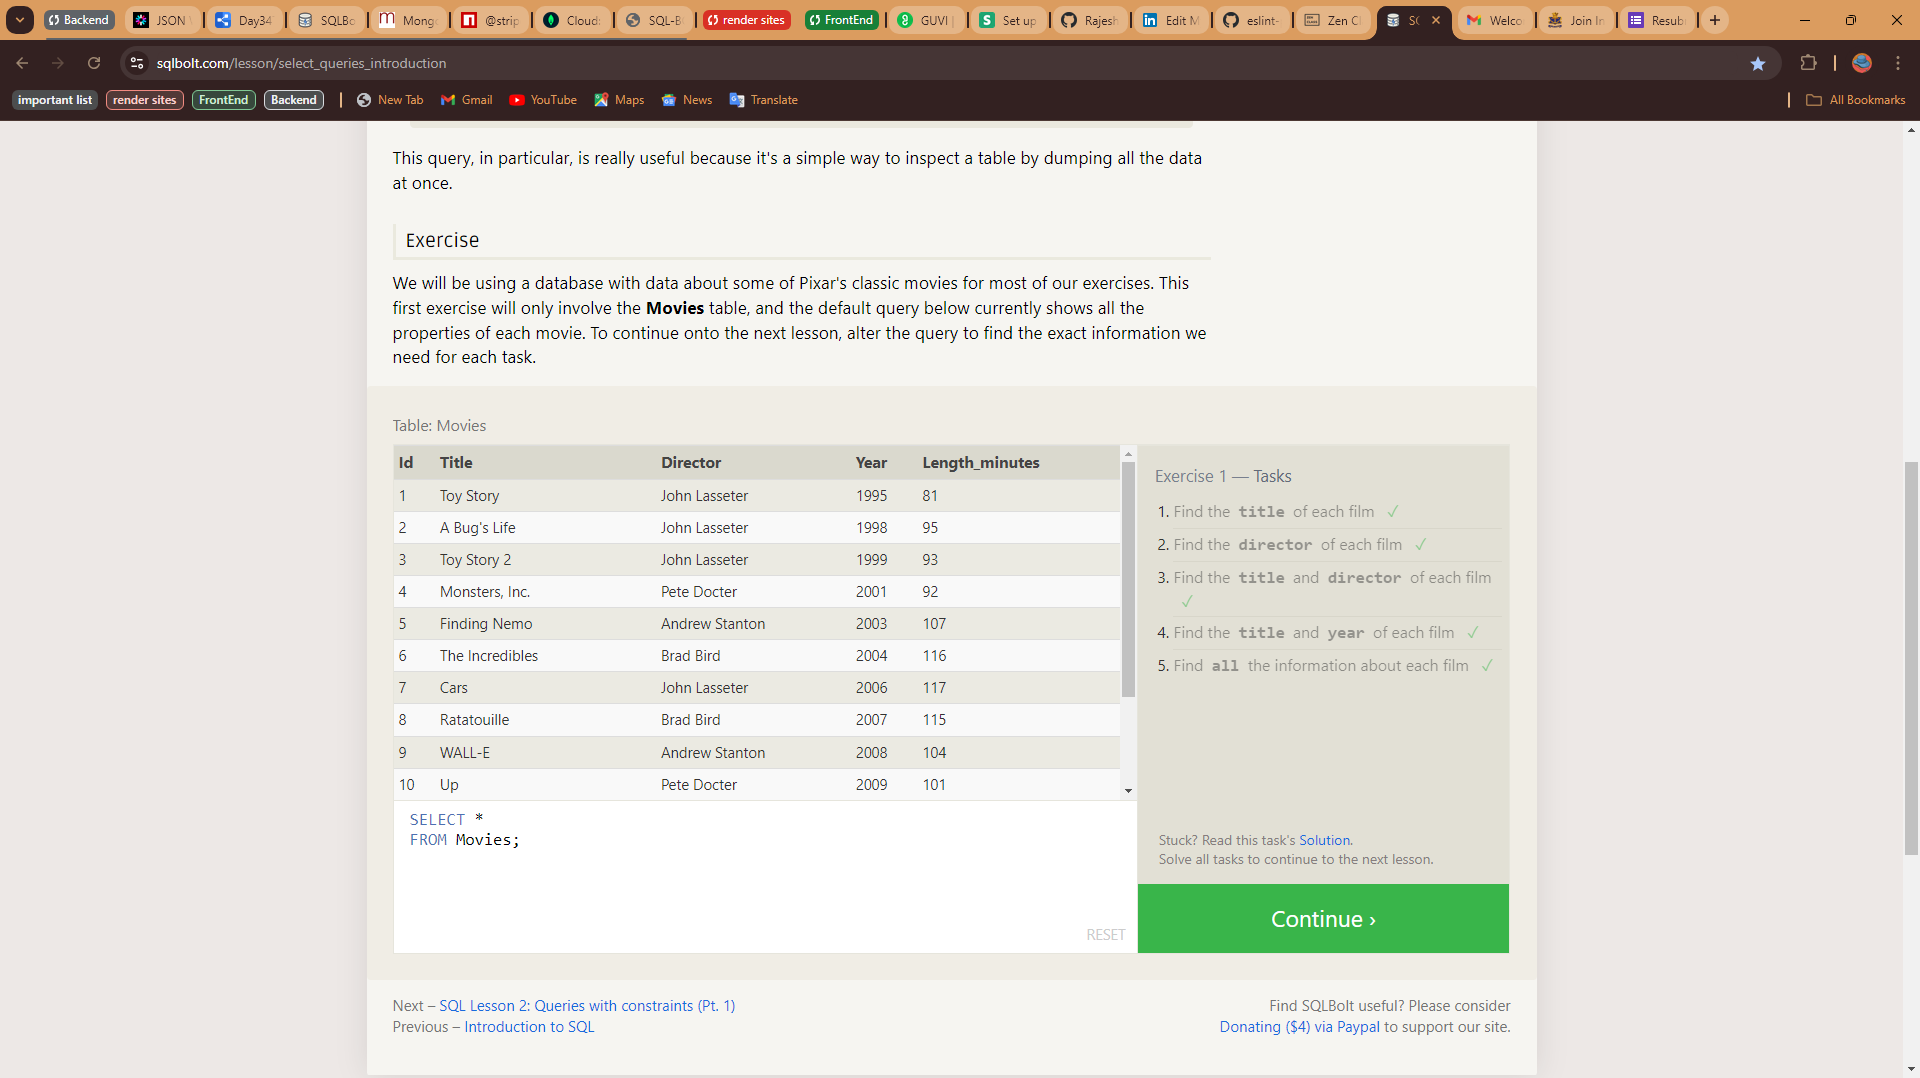 Backend
JSON
Day34
SQLBo
Mong
@strip
Cloud
SQL-B
render sites
FrontEnd
GUVI
Set up
Rajesh
Edit M
eslint-
Zen Cl
Welco
Join In
Resub
sqlbolt.com/lesson/select_queries_introduction
important list
render sites
FrontEnd
Backend
New Tab
Gmail
YouTube
Maps
News
Translate
All Bookmarks
This query, in particular, is really useful because it's a simple way to inspect a table by dumping all the data
at once.
Exercise
We will be using a database with data about some of Pixar's classic movies for most of our exercises. This
first exercise will only involve the Movies table, and the default query below currently shows all the
properties of each movie. To continue onto the next lesson, alter the query to find the exact information we
need for each task.
Table: Movies
Id Title Director Year Length_minutes
1 Toy Story John Lasseter 1995 81
2 A Bug's Life John Lasseter 1998 95
3 Toy Story 2 John Lasseter 1999 93
4 Monsters, Inc. Pete Docter 2001 92
5 Finding Nemo Andrew Stanton 2003 107
6 The Incredibles Brad Bird 2004 116
7 Cars John Lasseter 2006 117
8 Ratatouille Brad Bird 2007 115
9 WALL-E Andrew Stanton 2008 104
10 Up Pete Docter 2009 101
SELECT *
FROM Movies;
RESET
Exercise 1 — Tasks
1. Find the title of each film ✓
2. Find the director of each film ✓
3. Find the title and director of each film
✓
4. Find the title and year of each film ✓
5. Find all the information about each film ✓
Stuck? Read this task's Solution.
Solve all tasks to continue to the next lesson.
Continue ›
Next – SQL Lesson 2: Queries with constraints (Pt. 1)
Previous – Introduction to SQL
Find SQLBolt useful? Please consider
Donating ($4) via Paypal to support our site.